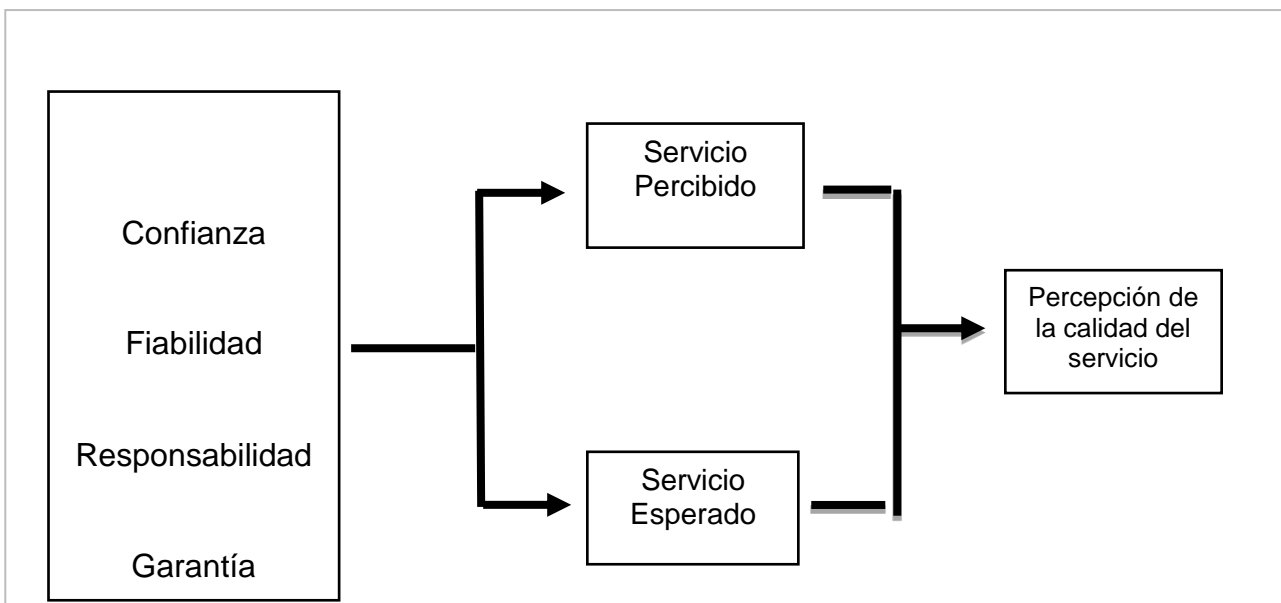 Confianza
Fiabilidad
Responsabilidad
Garantía
Servicio
Percibido
Servicio
Esperado
Percepción de
la calidad del
servicio